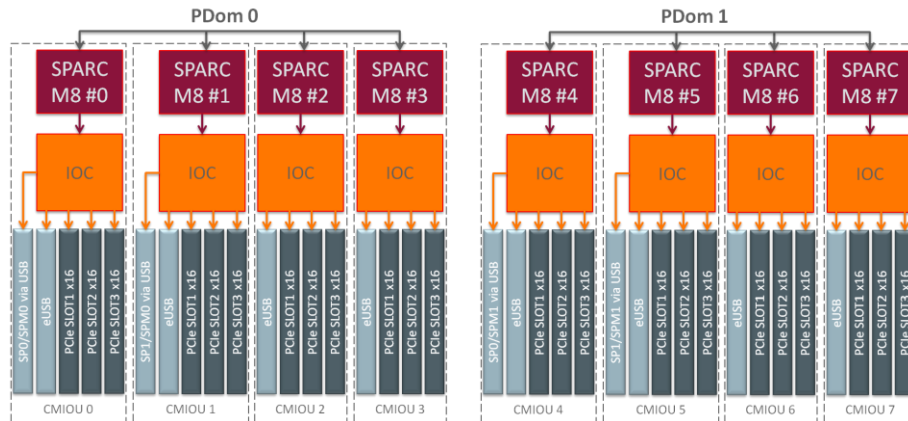 PDom 0
PDom 1
SPARC
M8 #0
SPARC
M8 #1
SPARC
M8 #2
SPARC
M8 #3
SPARC
M8 #4
SPARC
M8 #5
SPARC
M8 #6
SPARC
M8 #7
IOC
IOC
IOC
IOC
IOC
IOC
IOC
IOC
SP0/SPM0 via USB
eUSB
PCIe SLOT1 x16
PCIe SLOT2 x16
PCIe SLOT3 x16
SP1/SPM0 via USB
eUSB
PCIe SLOT1 x16
PCIe SLOT2 x16
PCIe SLOT3 x16
eUSB
PCIe SLOT1 x16
PCIe SLOT2 x16
PCIe SLOT3 x16
eUSB
PCIe SLOT1 x16
PCIe SLOT2 x16
PCIe SLOT3 x16
SP0/SPM1 via USB
eUSB
PCIe SLOT1 x16
PCIe SLOT2 x16
PCIe SLOT3 x16
SP1/SPM1 via USB
eUSB
PCIe SLOT1 x16
PCIe SLOT2 x16
PCIe SLOT3 x16
eUSB
PCIe SLOT1 x16
PCIe SLOT2 x16
PCIe SLOT3 x16
eUSB
PCIe SLOT1 x16
PCIe SLOT2 x16
PCIe SLOT3 x16
CMIOU 0
CMIOU 1
CMIOU 2
CMIOU 3
CMIOU 4
CMIOU 5
CMIOU 6
CMIOU 7